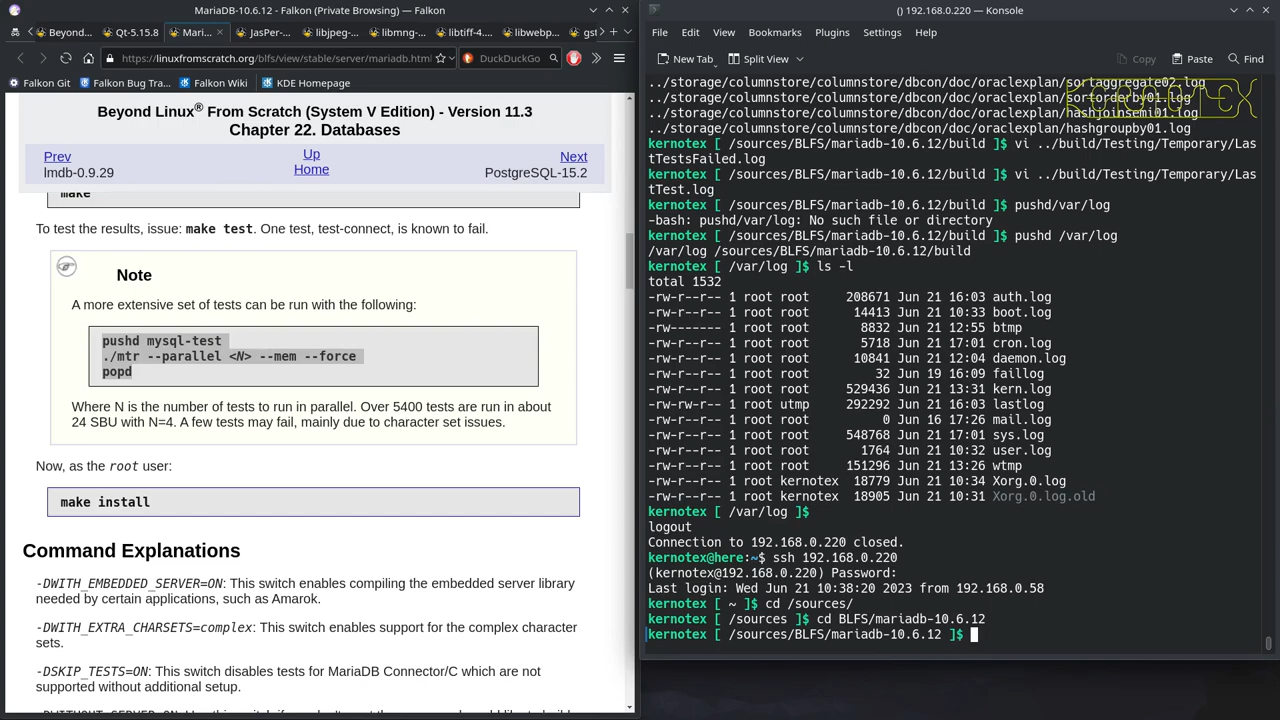 MariaDB-10.6.12 - Falkon (Private Browsing) — Falkon
Beyond
Qt-5.15.8
Mari
JasPer-
libjpeg-
libmng-
libtiff-4.
libwebp
gst
https://linuxfromscratch.org/blfs/view/stable/server/mariadb.html
DuckDuckGo
Falkon Git
Falkon Bug Tra...
Falkon Wiki
KDE Homepage
Beyond Linux® From Scratch (System V Edition) - Version 11.3
Chapter 22. Databases
Prev
Up
Next
lmdb-0.9.29
Home
PostgreSQL-15.2
make
To test the results, issue: make test. One test, test-connect, is known to fail.
Note
A more extensive set of tests can be run with the following:
pushd mysql-test
./mtr --parallel <N> --mem --force
popd
Where N is the number of tests to run in parallel. Over 5400 tests are run in about
24 SBU with N=4. A few tests may fail, mainly due to character set issues.
Now, as the root user:
make install
Command Explanations
-DWITH_EMBEDDED_SERVER=ON: This switch enables compiling the embedded server library
needed by certain applications, such as Amarok.
-DWITH_EXTRA_CHARSETS=complex: This switch enables support for the complex character
sets.
-DSKIP_TESTS=ON: This switch disables tests for MariaDB Connector/C which are not
supported without additional setup.
() 192.168.0.220 — Konsole
File Edit View Bookmarks Plugins Settings Help
New Tab Split View Copy Paste Find
KERNOTEX
../storage/columnstore/columnstore/dbcon/doc/oraclexplan/sortaggregate02.log
../storage/columnstore/columnstore/dbcon/doc/oraclexplan/sortorderby01.log
../storage/columnstore/columnstore/dbcon/doc/oraclexplan/hashjoinsemi01.log
../storage/columnstore/columnstore/dbcon/doc/oraclexplan/hashgroupby01.log
kernotex [ /sources/BLFS/mariadb-10.6.12/build ]$ vi ../build/Testing/Temporary/Las
tTestsFailed.log
kernotex [ /sources/BLFS/mariadb-10.6.12/build ]$ vi ../build/Testing/Temporary/Las
tTest.log
kernotex [ /sources/BLFS/mariadb-10.6.12/build ]$ pushd/var/log
-bash: pushd/var/log: No such file or directory
kernotex [ /sources/BLFS/mariadb-10.6.12/build ]$ pushd /var/log
/var/log /sources/BLFS/mariadb-10.6.12/build
kernotex [ /var/log ]$ ls -l
total 1532
-rw-r--r-- 1 root root     208671 Jun 21 16:03 auth.log
-rw-r--r-- 1 root root      14413 Jun 21 10:33 boot.log
-rw------- 1 root root       8832 Jun 21 12:55 btmp
-rw-r--r-- 1 root root       5718 Jun 21 17:01 cron.log
-rw-r--r-- 1 root root      10841 Jun 21 12:04 daemon.log
-rw-r--r-- 1 root root         32 Jun 19 16:09 faillog
-rw-r--r-- 1 root root     529436 Jun 21 13:31 kern.log
-rw-rw-r-- 1 root utmp     292292 Jun 21 16:03 lastlog
-rw-r--r-- 1 root root          0 Jun 16 17:26 mail.log
-rw-r--r-- 1 root root     548768 Jun 21 17:01 sys.log
-rw-r--r-- 1 root root       1764 Jun 21 10:32 user.log
-rw-r--r-- 1 root root     151296 Jun 21 13:26 wtmp
-rw-r--r-- 1 root kernotex  18779 Jun 21 10:34 Xorg.0.log
-rw-r--r-- 1 root kernotex  18905 Jun 21 10:31 Xorg.0.log.old
kernotex [ /var/log ]$
logout
Connection to 192.168.0.220 closed.
kernotex@here:~$ ssh 192.168.0.220
(kernotex@192.168.0.220) Password:
Last login: Wed Jun 21 10:38:20 2023 from 192.168.0.58
kernotex [ ~ ]$ cd /sources/
kernotex [ /sources ]$ cd BLFS/mariadb-10.6.12
kernotex [ /sources/BLFS/mariadb-10.6.12 ]$